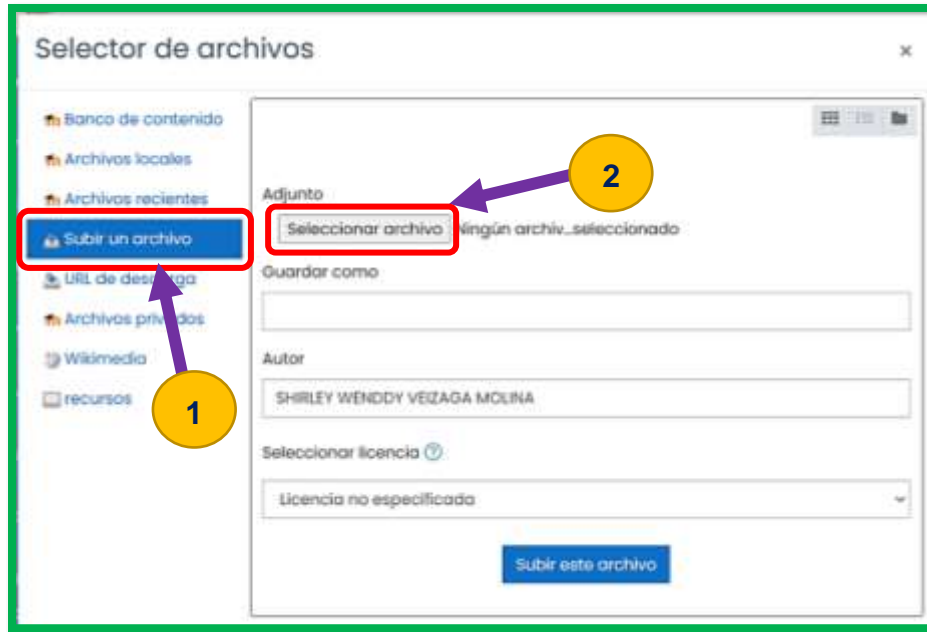 Selector de archivos ×
Banco de contenido
Archivos locales
Archivos recientes
Subir un archivo
URL de descarga
Archivos privados
Wikimedia
recursos
1
2
Adjunto
Seleccionar archivo Ningún archiv...seleccionado
Guardar como
Autor
SHIRLEY WENDDY VEIZAGA MOLINA
Seleccionar licencia ?
Licencia no especificada
Subir este archivo